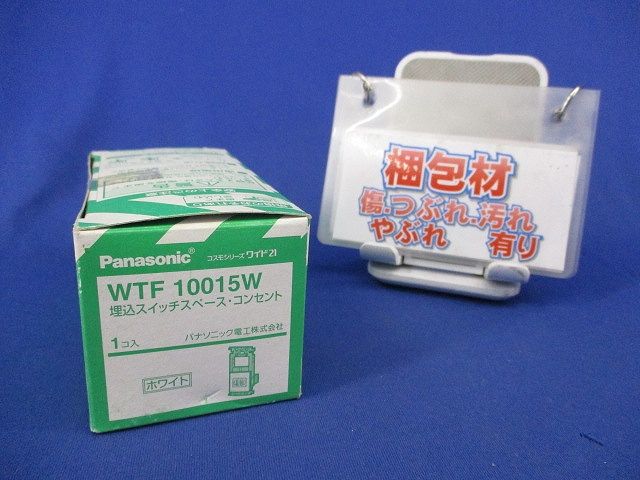 Panasonic コスモシリーズ ワイド21
WTF 10015W
埋込スイッチスペース・コンセント
1コ入 パナソニック電工株式会社
ホワイト
梱包材
傷.つぶれ.汚れ
やぶれ 有り